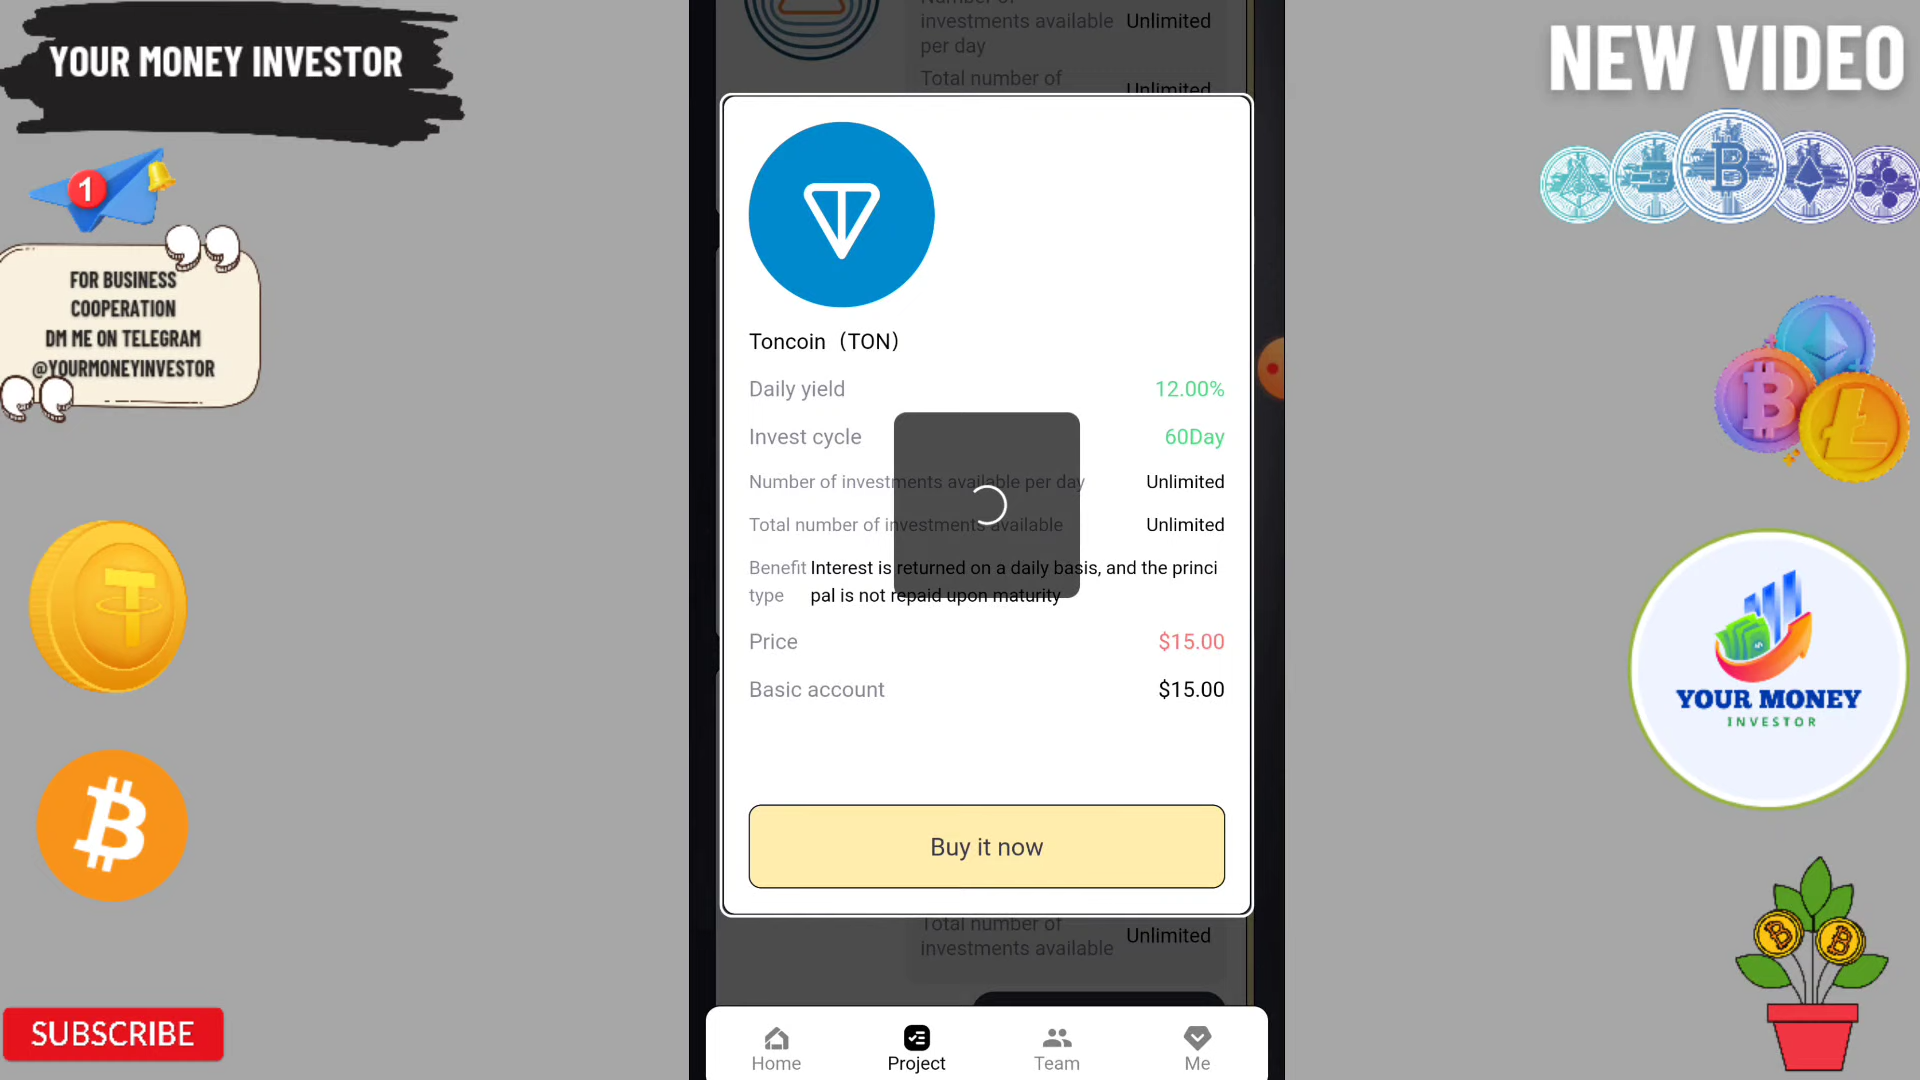 YOUR MONEY INVESTOR
1
FOR BUSINESS
COOPERATION
DM ME ON TELEGRAM
@YOURMONEYINVESTOR
SUBSCRIBE
investments available Unlimited
per day
Total number of
Unlimited
Toncoin（TON）
Daily yield 12.00%
Invest cycle 60Day
Number of investments available per day Unlimited
Total number of investments available Unlimited
Benefit Interest is returned on a daily basis, and the princi
type pal is not repaid upon maturity
Price $15.00
Basic account $15.00
Buy it now
Total number of
investments available Unlimited
Home
Project
Team
Me
NEW VIDEO
YOUR MONEY
INVESTOR